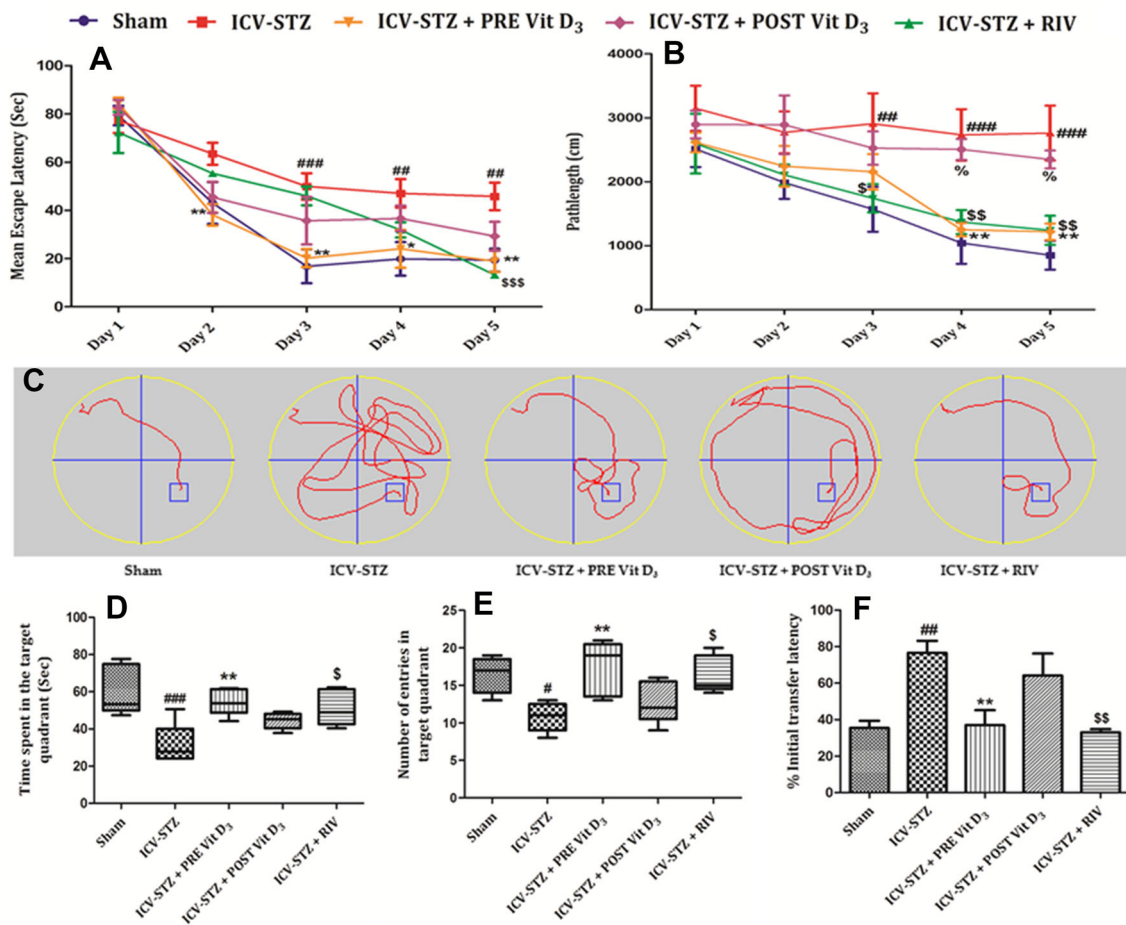 Sham ICV-STZ ICV-STZ + PRE Vit D₃ ICV-STZ + POST Vit D₃ ICV-STZ + RIV
A
Mean Escape Latency (Sec)
100
80
60
40
20
0
Day 1 Day 2 Day 3 Day 4 Day 5
###
##
##
**
**
*
**
$$$
B
Pathlength (cm)
4000
3000
2000
1000
0
Day 1 Day 2 Day 3 Day 4 Day 5
##
###
###
%
%
$
$$
**
$$
**
C
Sham ICV-STZ ICV-STZ + PRE Vit D₃ ICV-STZ + POST Vit D₃ ICV-STZ + RIV
D
Time spent in the target
quadrant (Sec)
100
80
60
40
20
0
###
**
$
Sham
ICV-STZ
ICV-STZ + PRE Vit D₃
ICV-STZ + POST Vit D₃
ICV-STZ + RIV
E
Number of entries in
target quadrant
25
20
15
10
5
0
#
**
$
Sham
ICV-STZ
ICV-STZ + PRE Vit D₃
ICV-STZ + POST Vit D₃
ICV-STZ + RIV
F
% Initial transfer latency
100
80
60
40
20
0
##
**
$$
Sham
ICV-STZ
ICV-STZ + PRE Vit D₃
ICV-STZ + POST Vit D₃
ICV-STZ + RIV